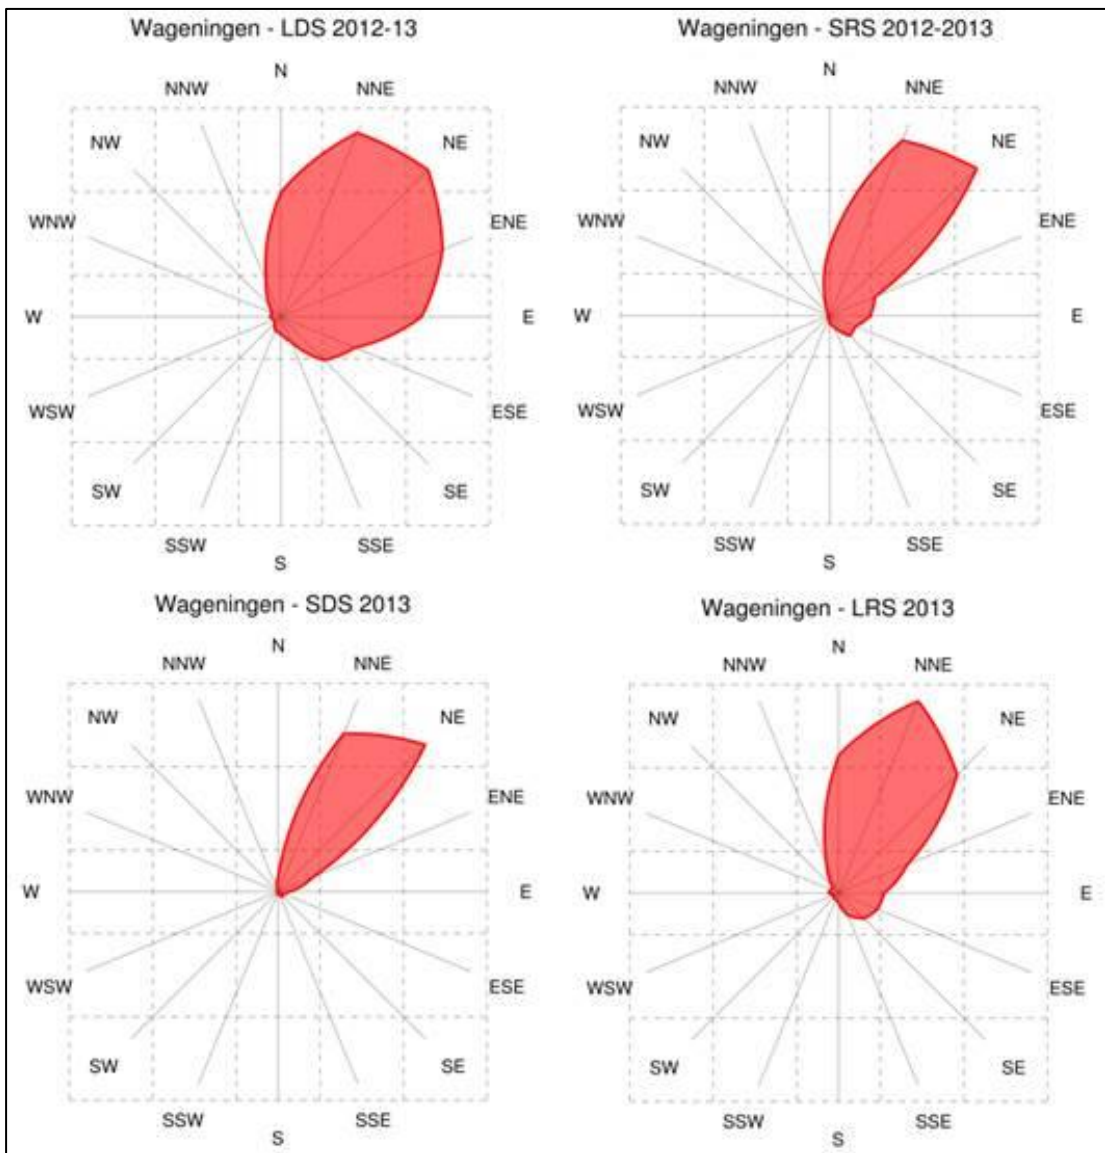 Wageningen - LDS 2012-13
N
NNW
NNE
NW
NE
WNW
ENE
W
E
WSW
ESE
SW
SE
SSW
SSE
S
Wageningen - SRS 2012-2013
N
NNW
NNE
NW
NE
WNW
ENE
W
E
WSW
ESE
SW
SE
SSW
SSE
S
Wageningen - SDS 2013
N
NNW
NNE
NW
NE
WNW
ENE
W
E
WSW
ESE
SW
SE
SSW
SSE
S
Wageningen - LRS 2013
N
NNW
NNE
NW
NE
WNW
ENE
W
E
WSW
ESE
SW
SE
SSW
SSE
S